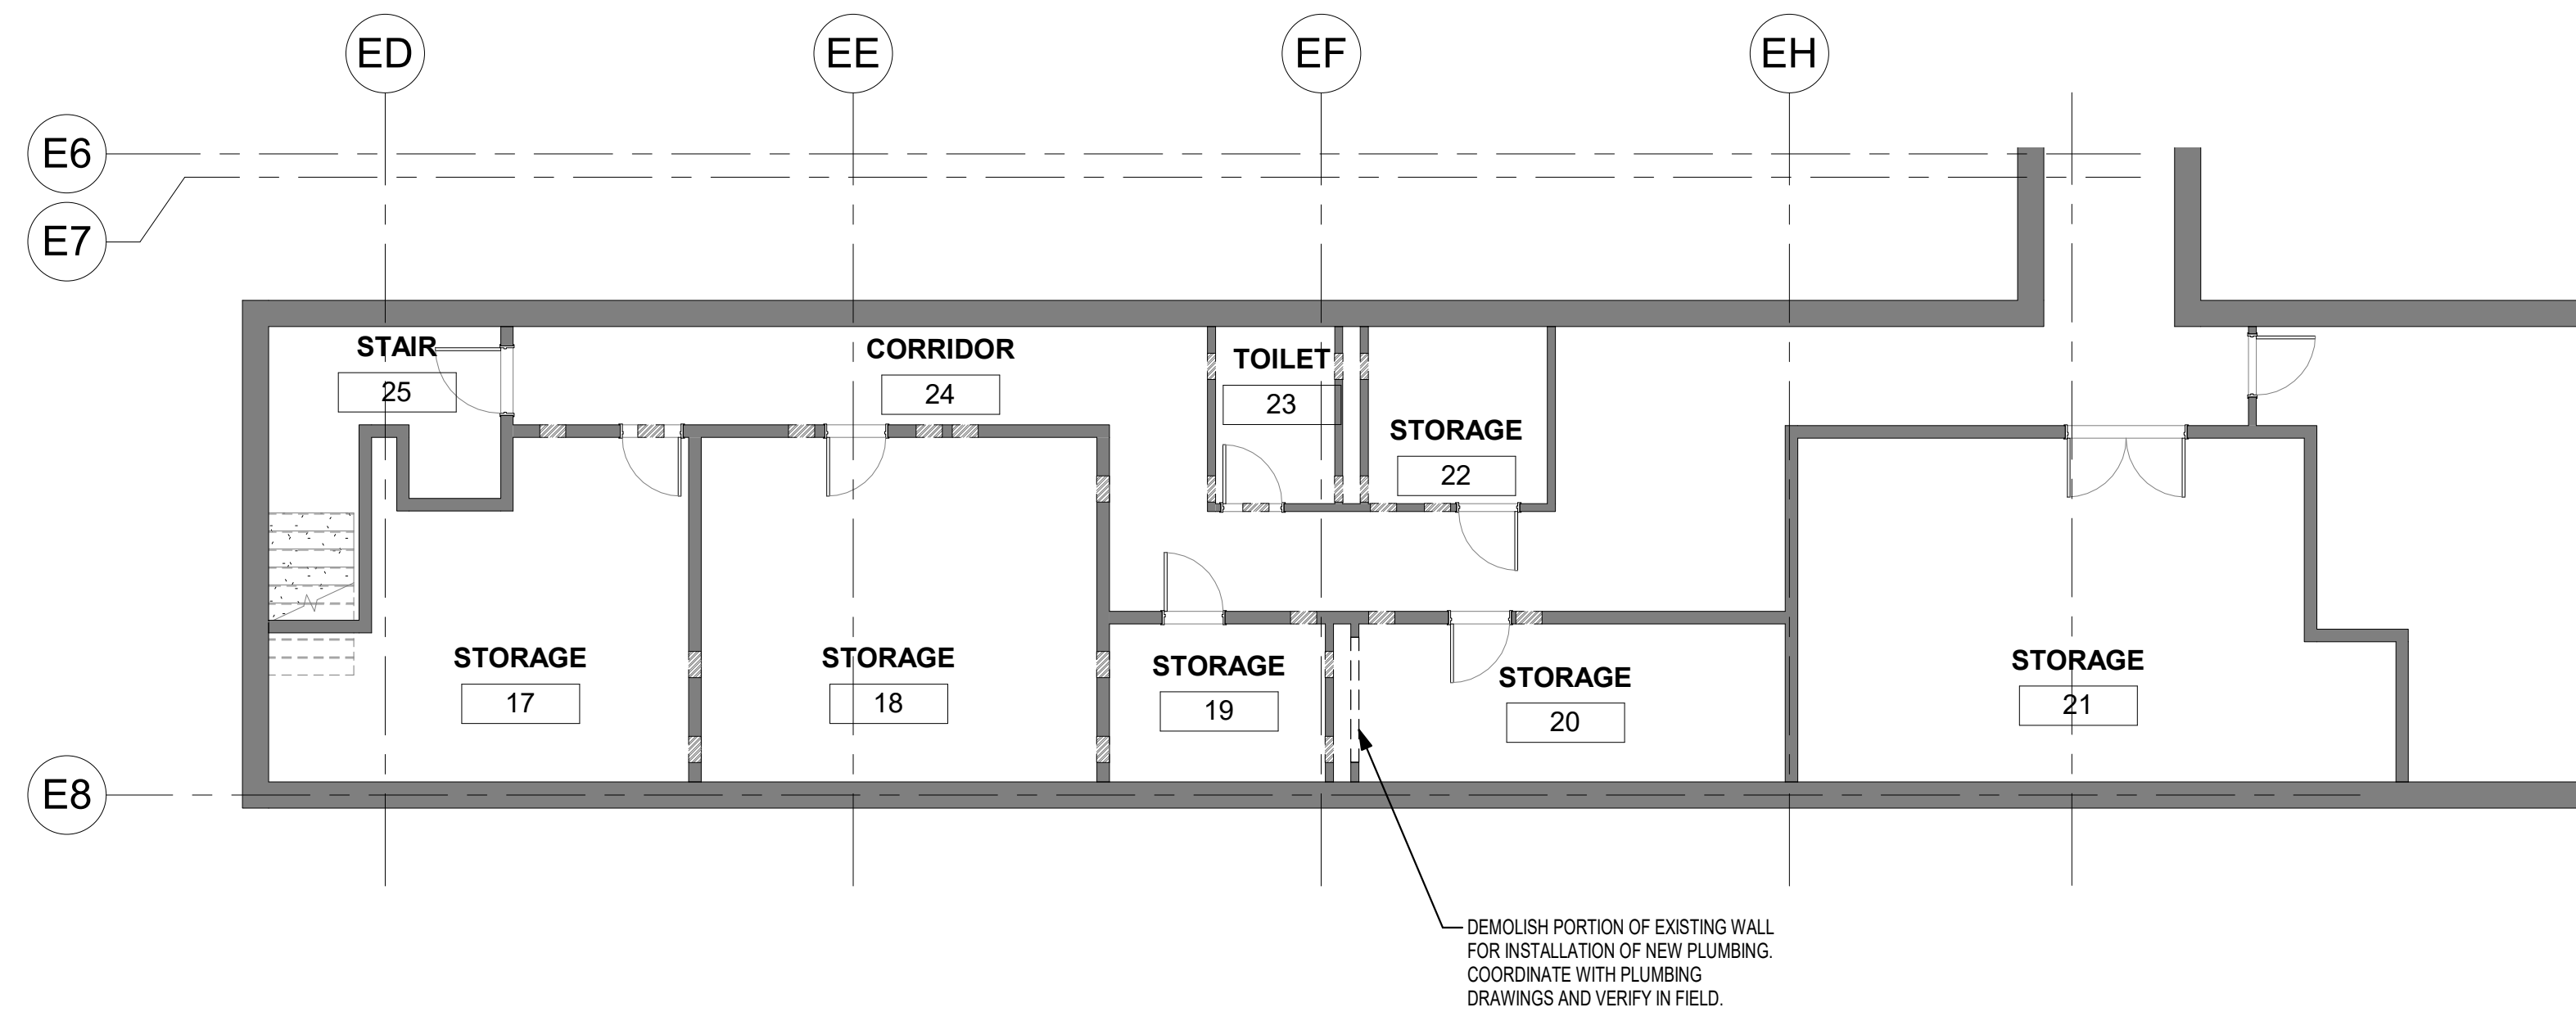 ED
EE
EF
EH
E6
E7
E8
STAIR
25
CORRIDOR
24
TOILET
23
STORAGE
22
STORAGE
17
STORAGE
18
STORAGE
19
STORAGE
20
STORAGE
21
DEMOLISH PORTION OF EXISTING WALL
FOR INSTALLATION OF NEW PLUMBING.
COORDINATE WITH PLUMBING
DRAWINGS AND VERIFY IN FIELD.